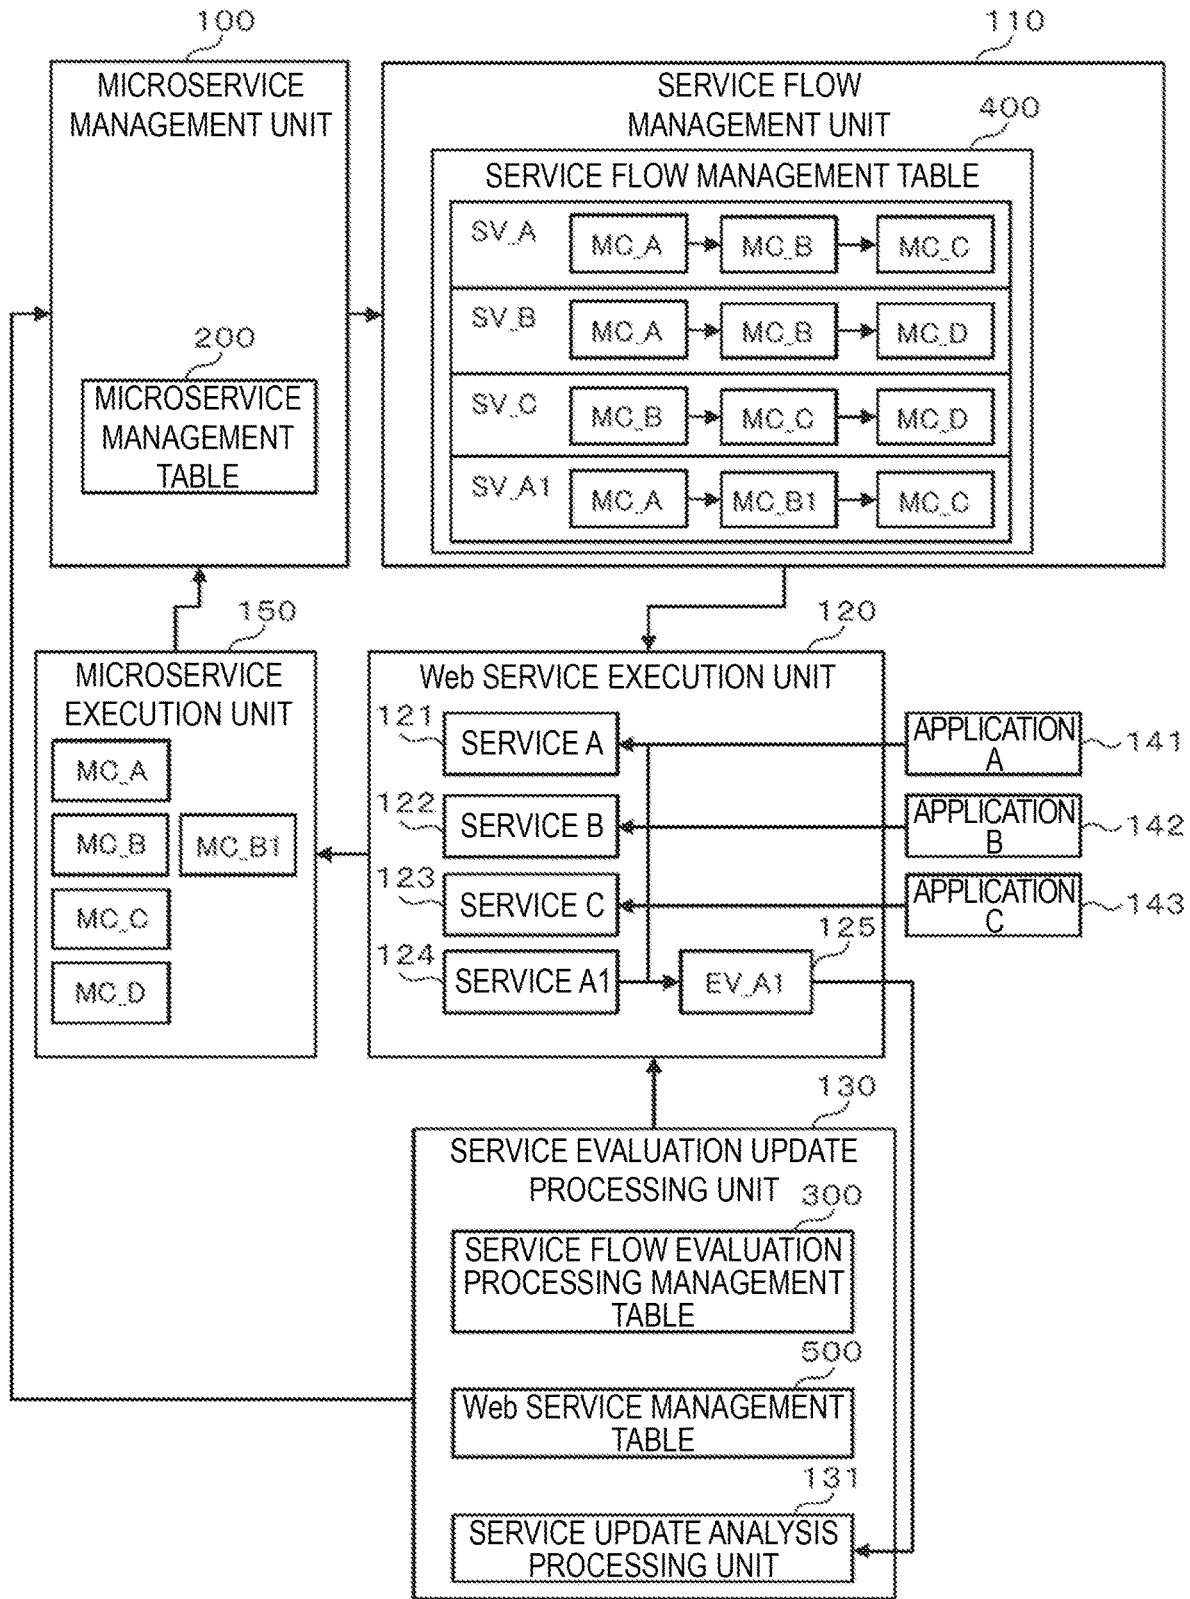 100
MICROSERVICE
MANAGEMENT UNIT
200
MICROSERVICE
MANAGEMENT
TABLE
110
SERVICE FLOW
MANAGEMENT UNIT
400
SERVICE FLOW MANAGEMENT TABLE
SV_A MC_A MC_B MC_C
SV_B MC_A MC_B MC_D
SV_C MC_B MC_C MC_D
SV_A1 MC_A MC_B1 MC_C
150
MICROSERVICE
EXECUTION UNIT
MC_A
MC_B MC_B1
MC_C
MC_D
120
Web SERVICE EXECUTION UNIT
121
SERVICE A
122
SERVICE B
123
SERVICE C
124
SERVICE A1
125
EV_A1
APPLICATION
A
141
APPLICATION
B
142
APPLICATION
C
143
130
SERVICE EVALUATION UPDATE
PROCESSING UNIT
300
SERVICE FLOW EVALUATION
PROCESSING MANAGEMENT
TABLE
500
Web SERVICE MANAGEMENT
TABLE
131
SERVICE UPDATE ANALYSIS
PROCESSING UNIT